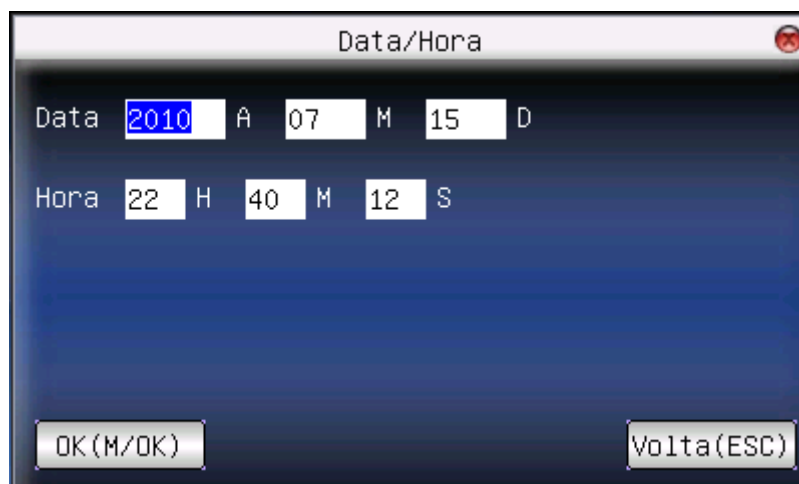 Data/Hora
Data 2010 A 07 M 15 D
Hora 22 H 40 M 12 S
OK(M/OK) Volta(ESC)